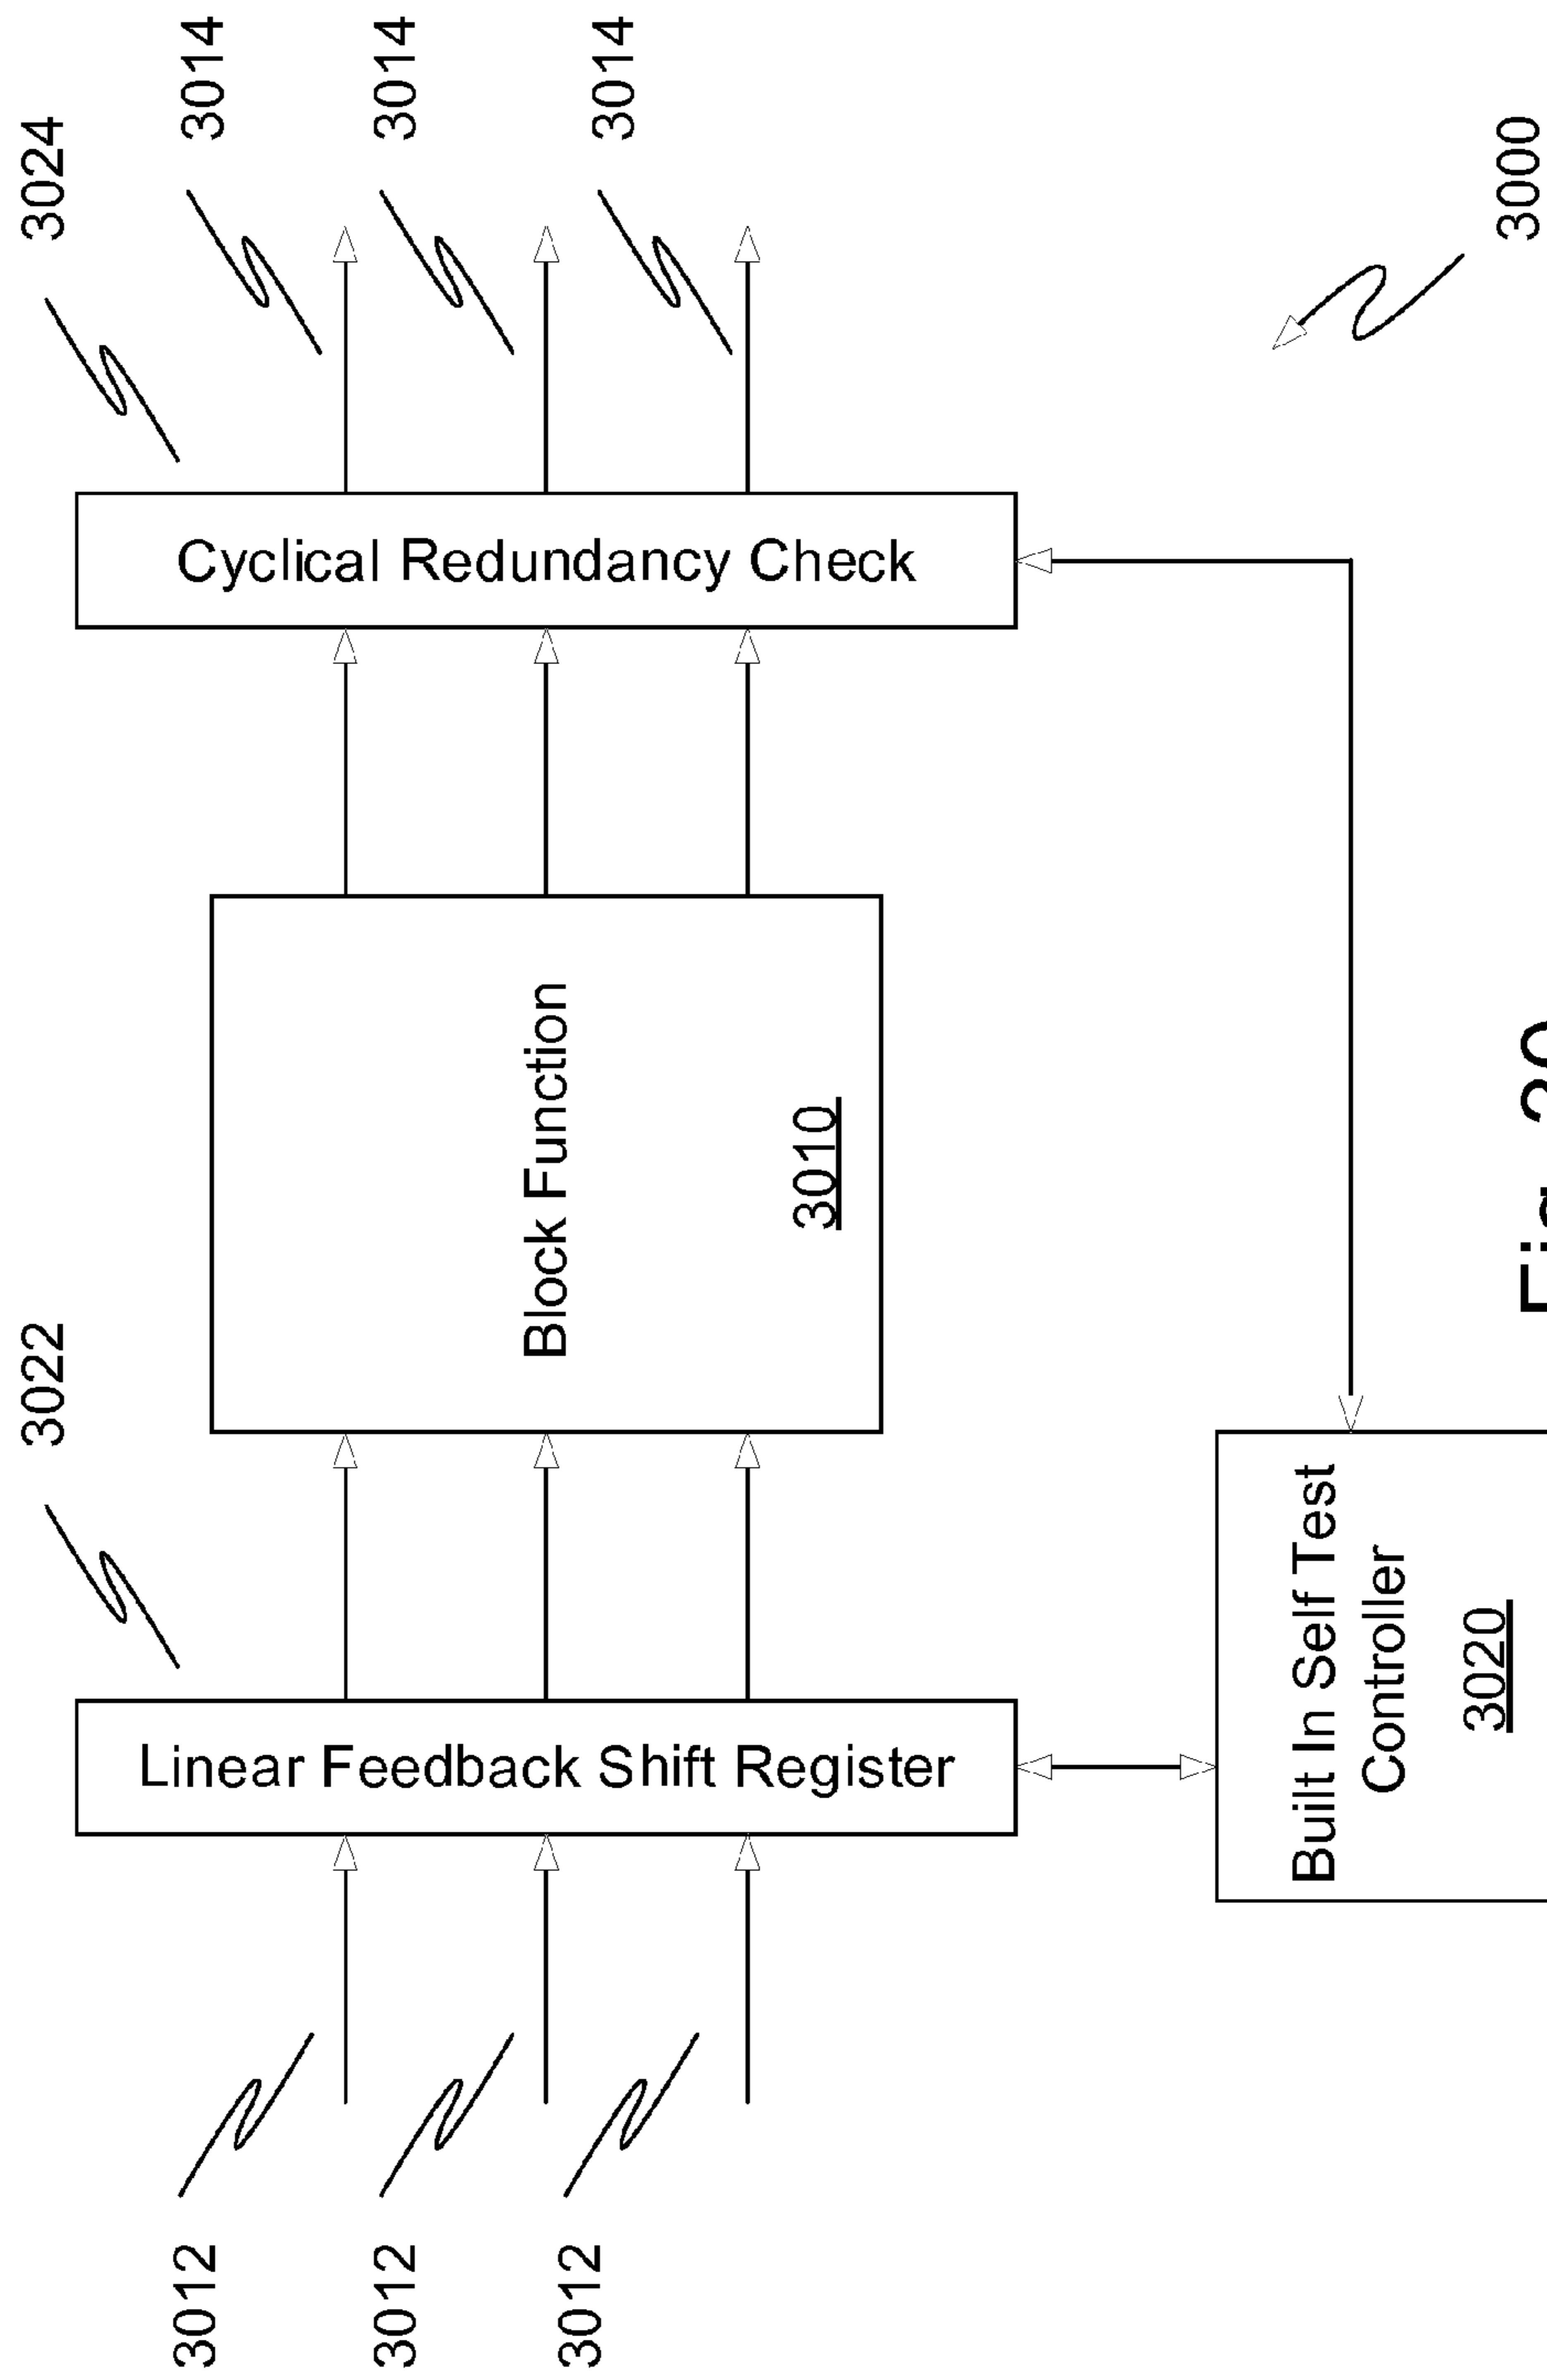 3022
3024
3012
3014
3012
3014
3012
3014
Linear Feedback Shift Register
Block Function
3010
Cyclical Redundancy Check
Built In Self Test
Controller
3020
3000
Fig